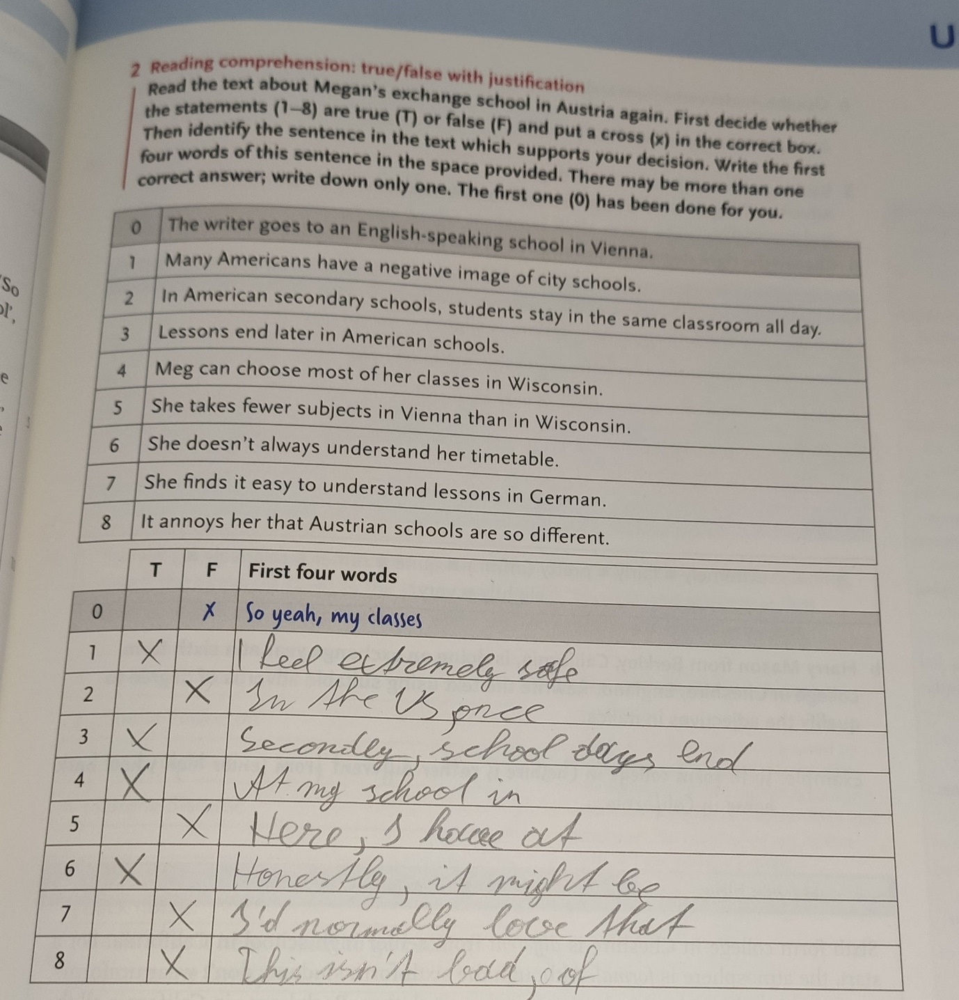 U
2 Reading comprehension: true/false with justification
Read the text about Megan's exchange school in Austria again. First decide whether
the statements (1–8) are true (T) or false (F) and put a cross (x) in the correct box.
Then identify the sentence in the text which supports your decision. Write the first
four words of this sentence in the space provided. There may be more than one
correct answer; write down only one. The first one (0) has been done for you.
0 The writer goes to an English-speaking school in Vienna.
1 Many Americans have a negative image of city schools.
2 In American secondary schools, students stay in the same classroom all day.
3 Lessons end later in American schools.
4 Meg can choose most of her classes in Wisconsin.
5 She takes fewer subjects in Vienna than in Wisconsin.
6 She doesn't always understand her timetable.
7 She finds it easy to understand lessons in German.
8 It annoys her that Austrian schools are so different.
T F First four words
0 X So yeah, my classes
1 X I feel extremely safe
2 X In the US once
3 X Secondly, school days end
4 X At my school in
5 X Here, I have at
6 X Honestly, it might be
7 X I'd normally love that
8 X This isn't bad, of
'So
ol',
e